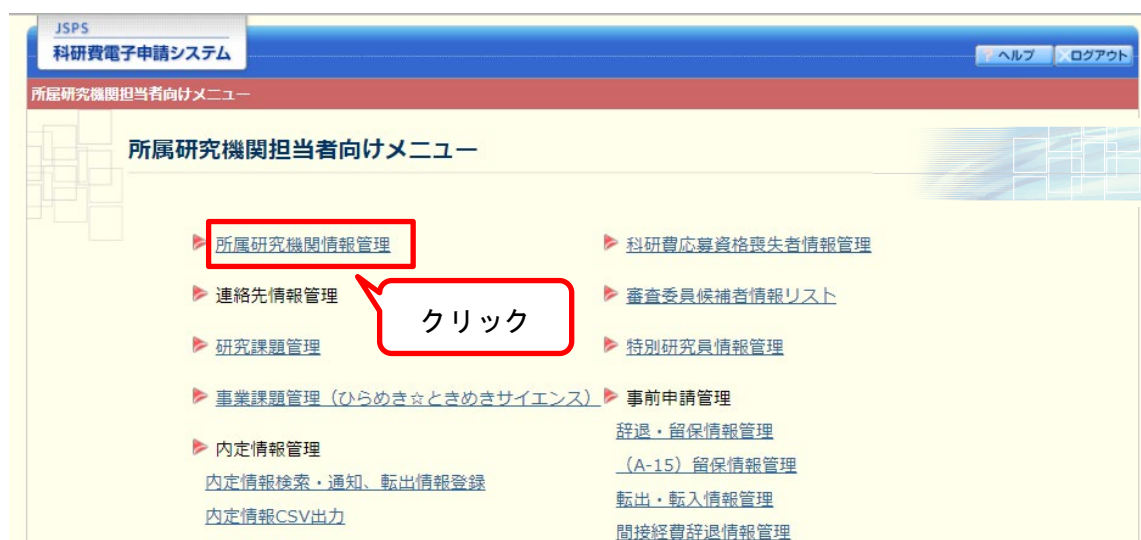 JSPS
科研費電子申請システム
ヘルプ
ログアウト
所属研究機関担当者向けメニュー
所属研究機関担当者向けメニュー
所属研究機関情報管理
連絡先情報管理
クリック
研究課題管理
事業課題管理（ひらめき☆ときめきサイエンス）
内定情報管理
内定情報検索・通知、転出情報登録
内定情報CSV出力
科研費応募資格喪失者情報管理
審査委員候補者情報リスト
特別研究員情報管理
事前申請管理
辞退・留保情報管理
（A-15）留保情報管理
転出・転入情報管理
間接経費辞退情報管理